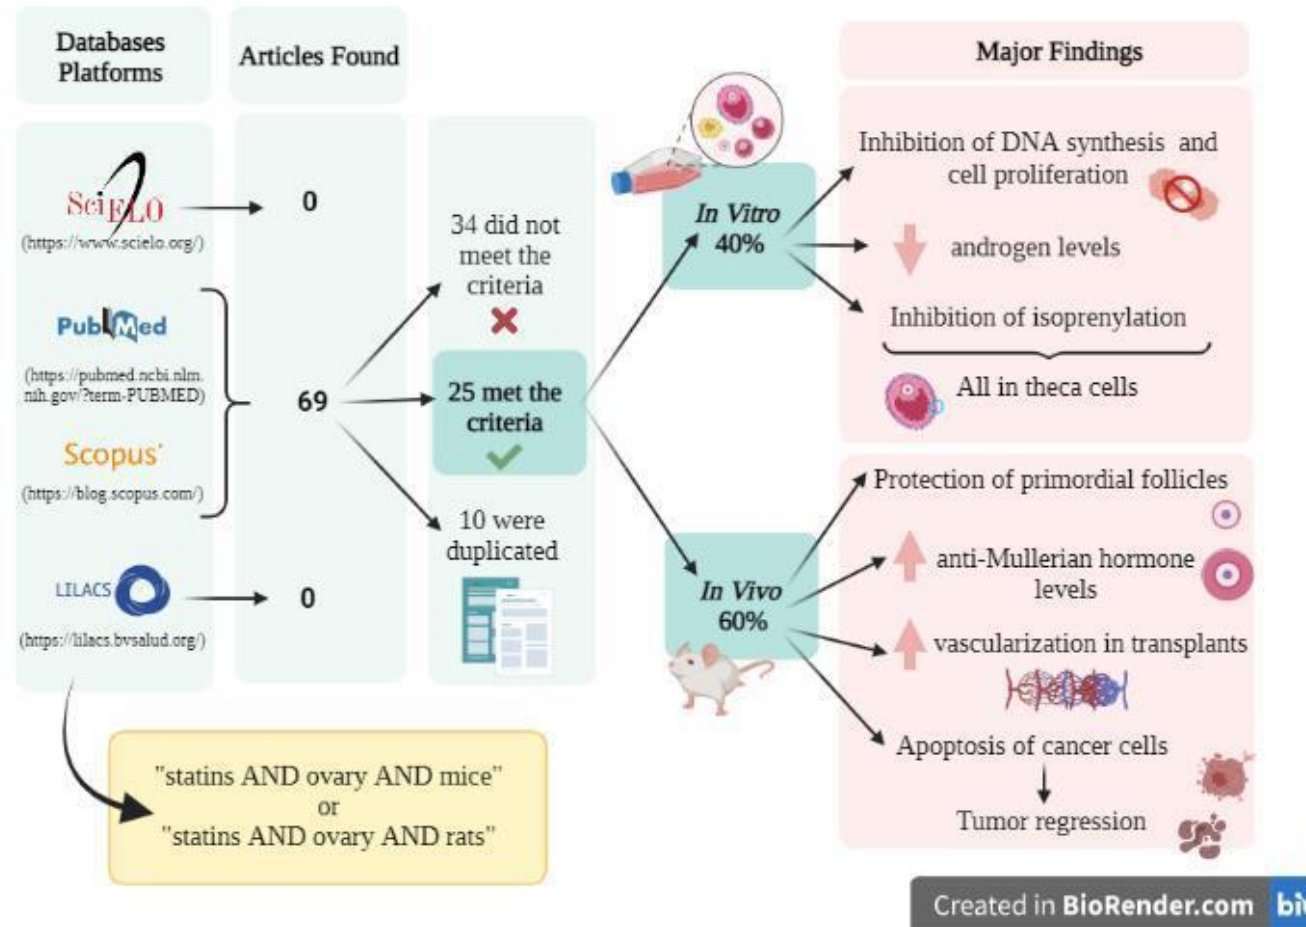 Databases
Platforms
Articles Found
Major Findings
SciELO
(https://www.scielo.org/)
0
PubMed
(https://pubmed.ncbi.nlm.
nih.gov/?term-PUBMED)
Scopus
(https://blog.scopus.com/)
69
LILACS
(https://lilacs.bvsalud.org/)
0
34 did not
meet the
criteria
25 met the
criteria
10 were
duplicated
In Vitro
40%
Inhibition of DNA synthesis and
cell proliferation
androgen levels
Inhibition of isoprenylation
All in theca cells
In Vivo
60%
Protection of primordial follicles
anti-Mullerian hormone
levels
vascularization in transplants
Apoptosis of cancer cells
Tumor regression
"statins AND ovary AND mice"
or
"statins AND ovary AND rats"
Created in BioRender.com